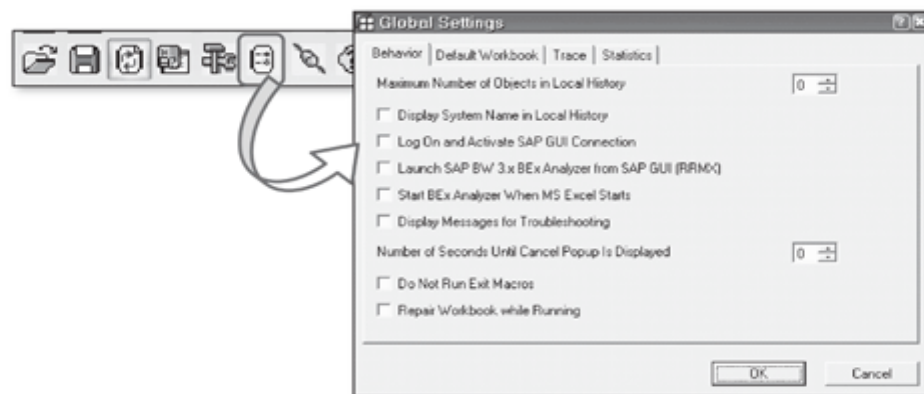 Global Settings
Behavior | Default Workbook | Trace | Statistics |
Maximum Number of Objects in Local History 0
Display System Name in Local History
Log On and Activate SAP GUI Connection
Launch SAP BW 3.x BEx Analyzer from SAP GUI (RRMX)
Start BEx Analyzer When MS Excel Starts
Display Messages for Troubleshooting
Number of Seconds Until Cancel Popup Is Displayed 0
Do Not Run Exit Macros
Repair Workbook while Running
OK Cancel